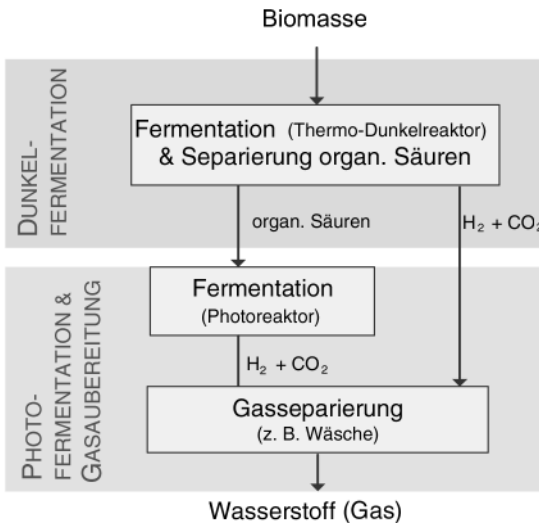 Biomasse
DUNKEL-
FERMENTATION
Fermentation (Thermo-Dunkelreaktor)
& Separierung organ. Säuren
organ. Säuren
H₂ + CO₂
PHOTO-
FERMENTATION &
GASAUBEREITUNG
Fermentation
(Photoreaktor)
H₂ + CO₂
Gasseparierung
(z. B. Wäsche)
Wasserstoff (Gas)